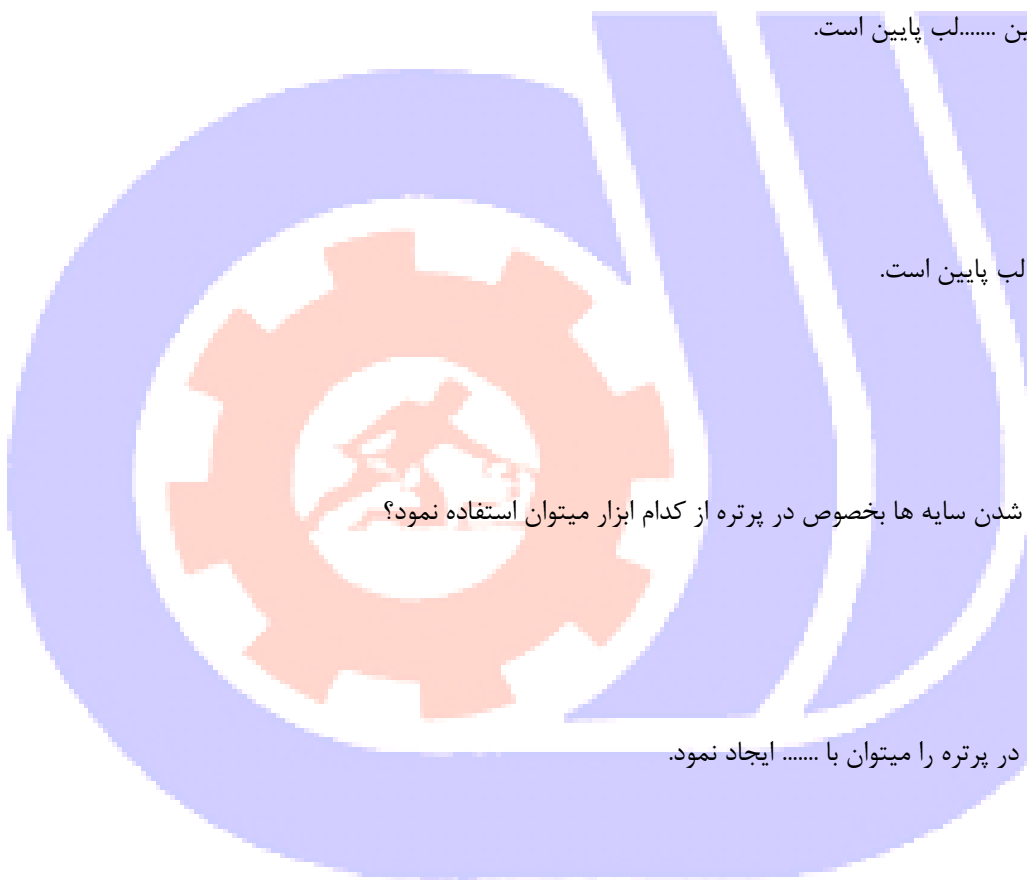 ین .......لب پایین است.
لب پایین است.
شدن سایه ها بخصوص در پرتره از کدام ابزار میتوان استفاده نمود؟
در پرتره را میتوان با ....... ایجاد نمود.